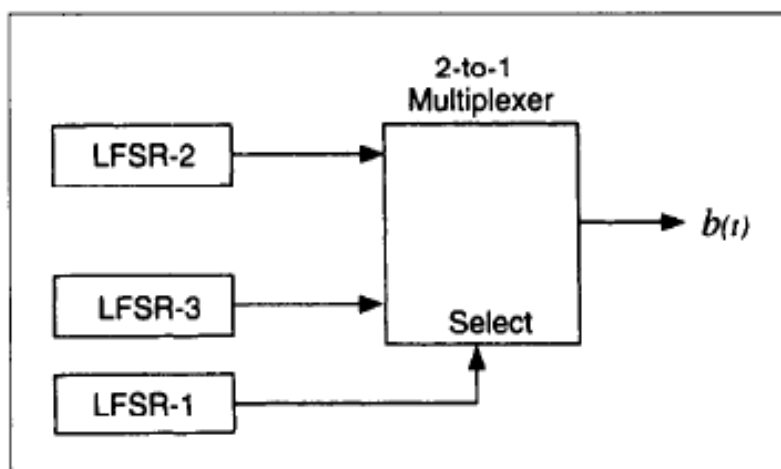 2-to-1
Multiplexer
LFSR-2
b(t)
LFSR-3
Select
LFSR-1